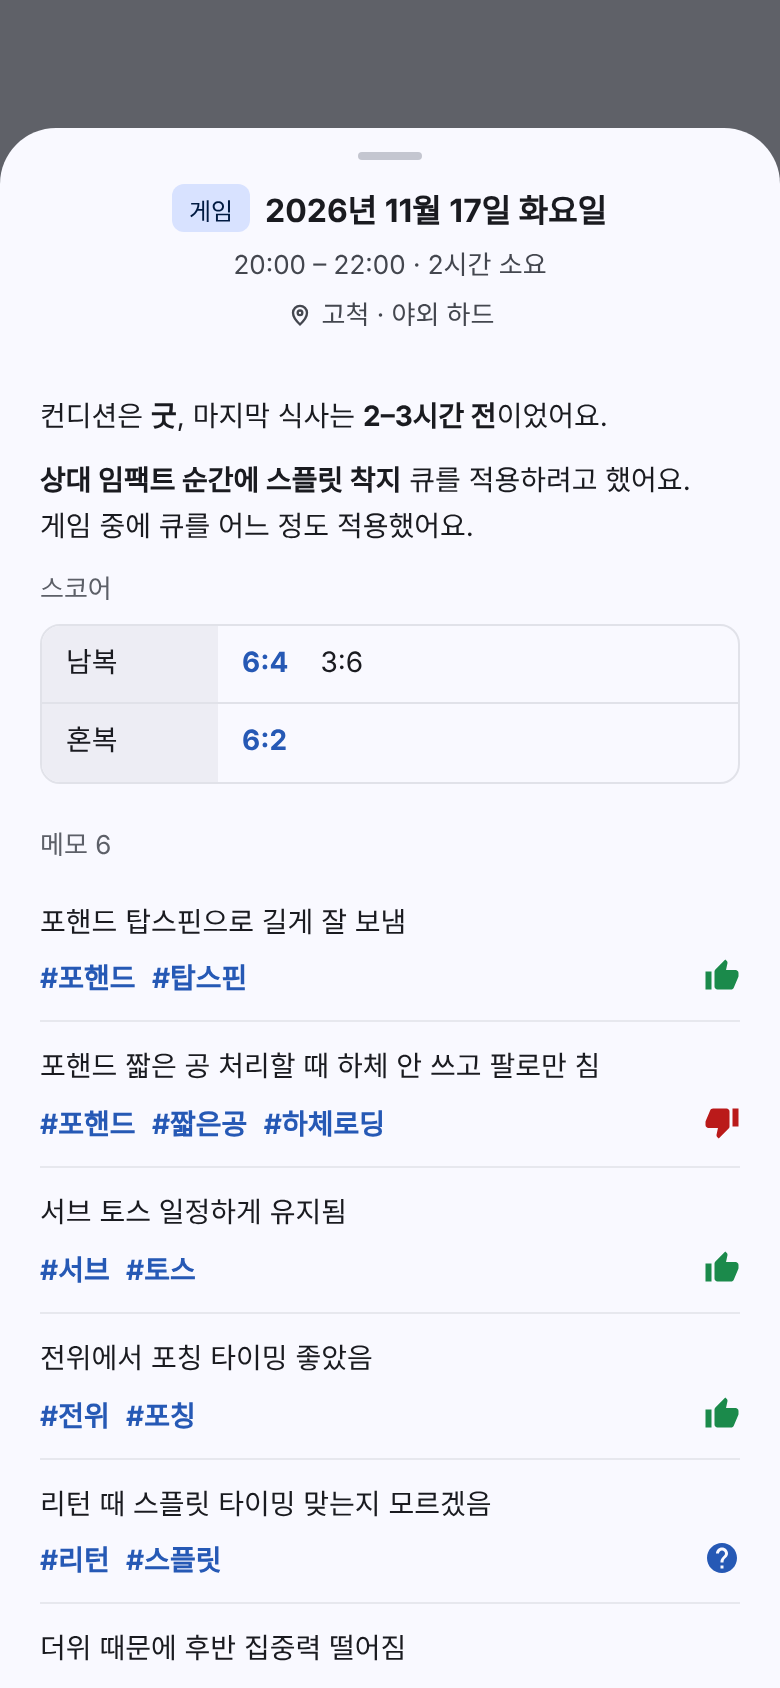 게임 2026년 11월 17일 화요일
20:00 – 22:00 · 2시간 소요
고척 · 야외 하드
컨디션은 굿, 마지막 식사는 2–3시간 전이었어요.
상대 임팩트 순간에 스플릿 착지 큐를 적용하려고 했어요.
게임 중에 큐를 어느 정도 적용했어요.
스코어
남복 6:4 3:6
혼복 6:2
메모 6
포핸드 탑스핀으로 길게 잘 보냄
#포핸드 #탑스핀
포핸드 짧은 공 처리할 때 하체 안 쓰고 팔로만 침
#포핸드 #짧은공 #하체로딩
서브 토스 일정하게 유지됨
#서브 #토스
전위에서 포칭 타이밍 좋았음
#전위 #포칭
리턴 때 스플릿 타이밍 맞는지 모르겠음
#리턴 #스플릿
더위 때문에 후반 집중력 떨어짐